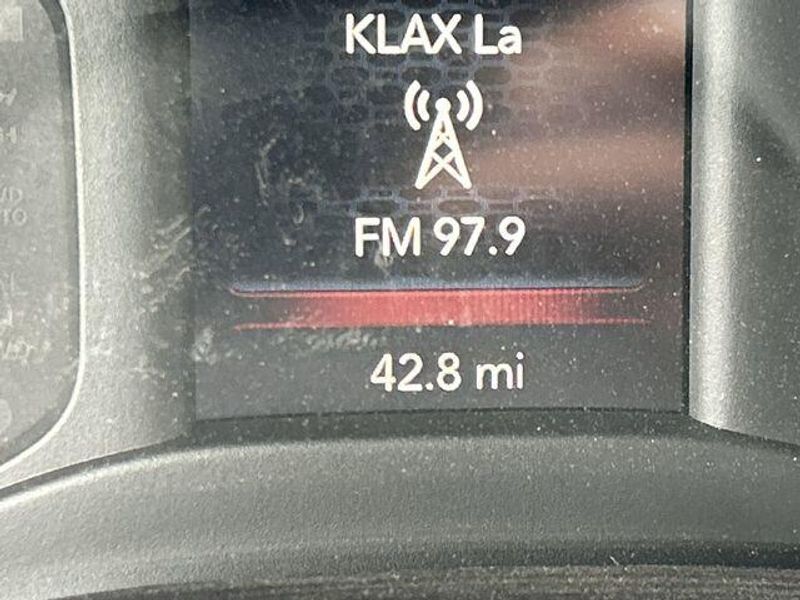 KLAX La
FM 97.9
42.8 mi